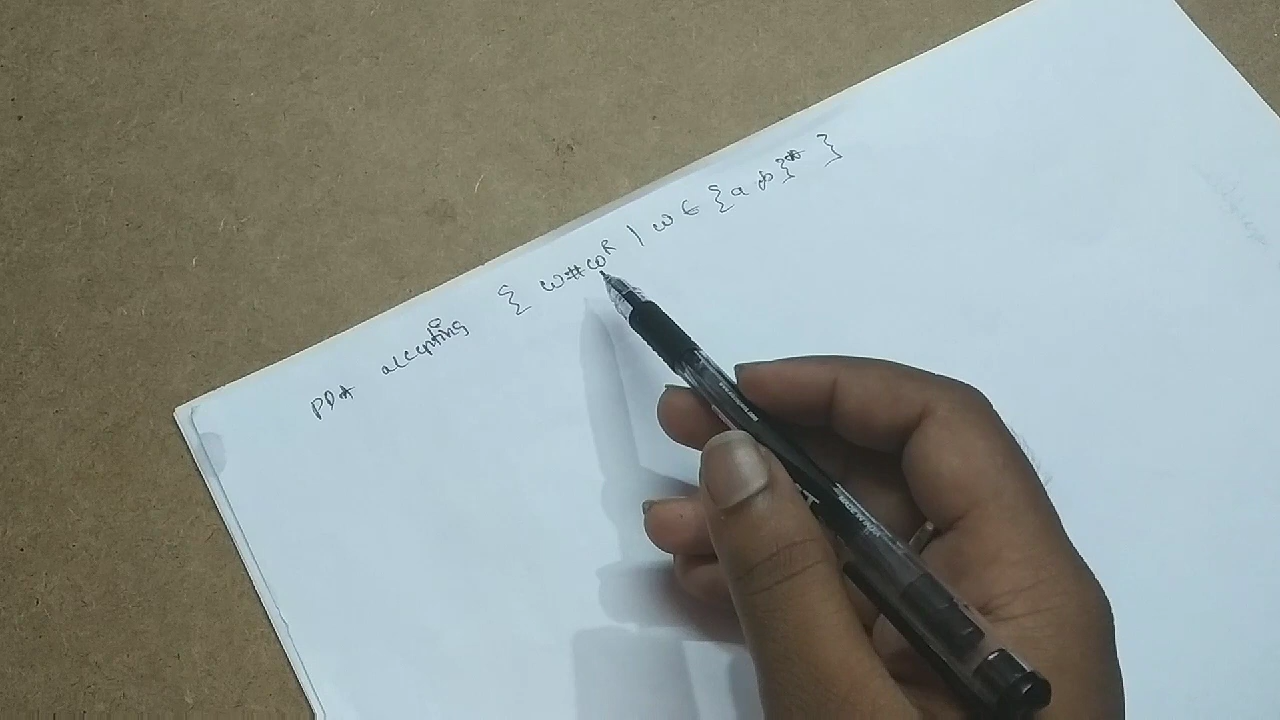 PDA accepting { w#w^R | w ∈ {a,b}* }